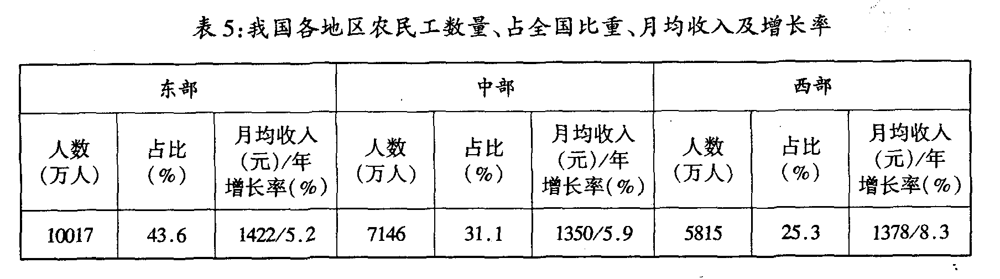 表5:我国各地区农民工数量、占全国比重、月均收入及增长率
东部 中部 西部
人数(万人) 占比(%) 月均收入(元)/年增长率(%) 人数(万人) 占比(%) 月均收入(元)/年增长率(%) 人数(万人) 占比(%) 月均收入(元)/年增长率(%)
10017 43.6 1422/5.2 7146 31.1 1350/5.9 5815 25.3 1378/8.3